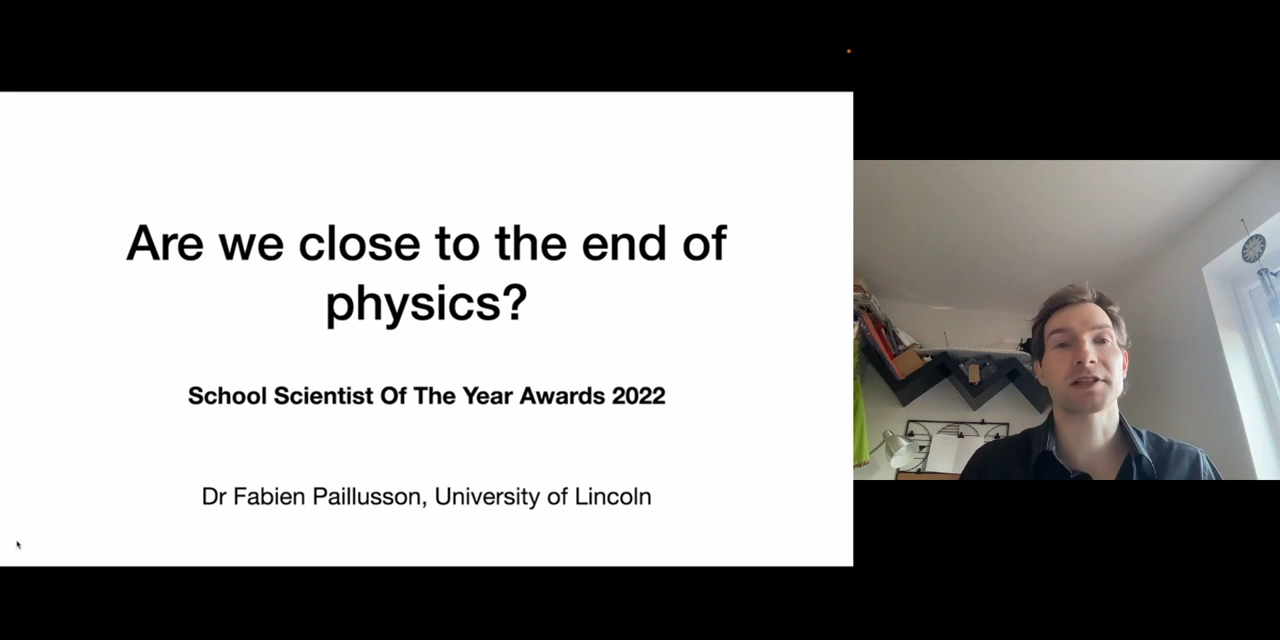 Are we close to the end of
physics?
School Scientist Of The Year Awards 2022
Dr Fabien Paillusson, University of Lincoln